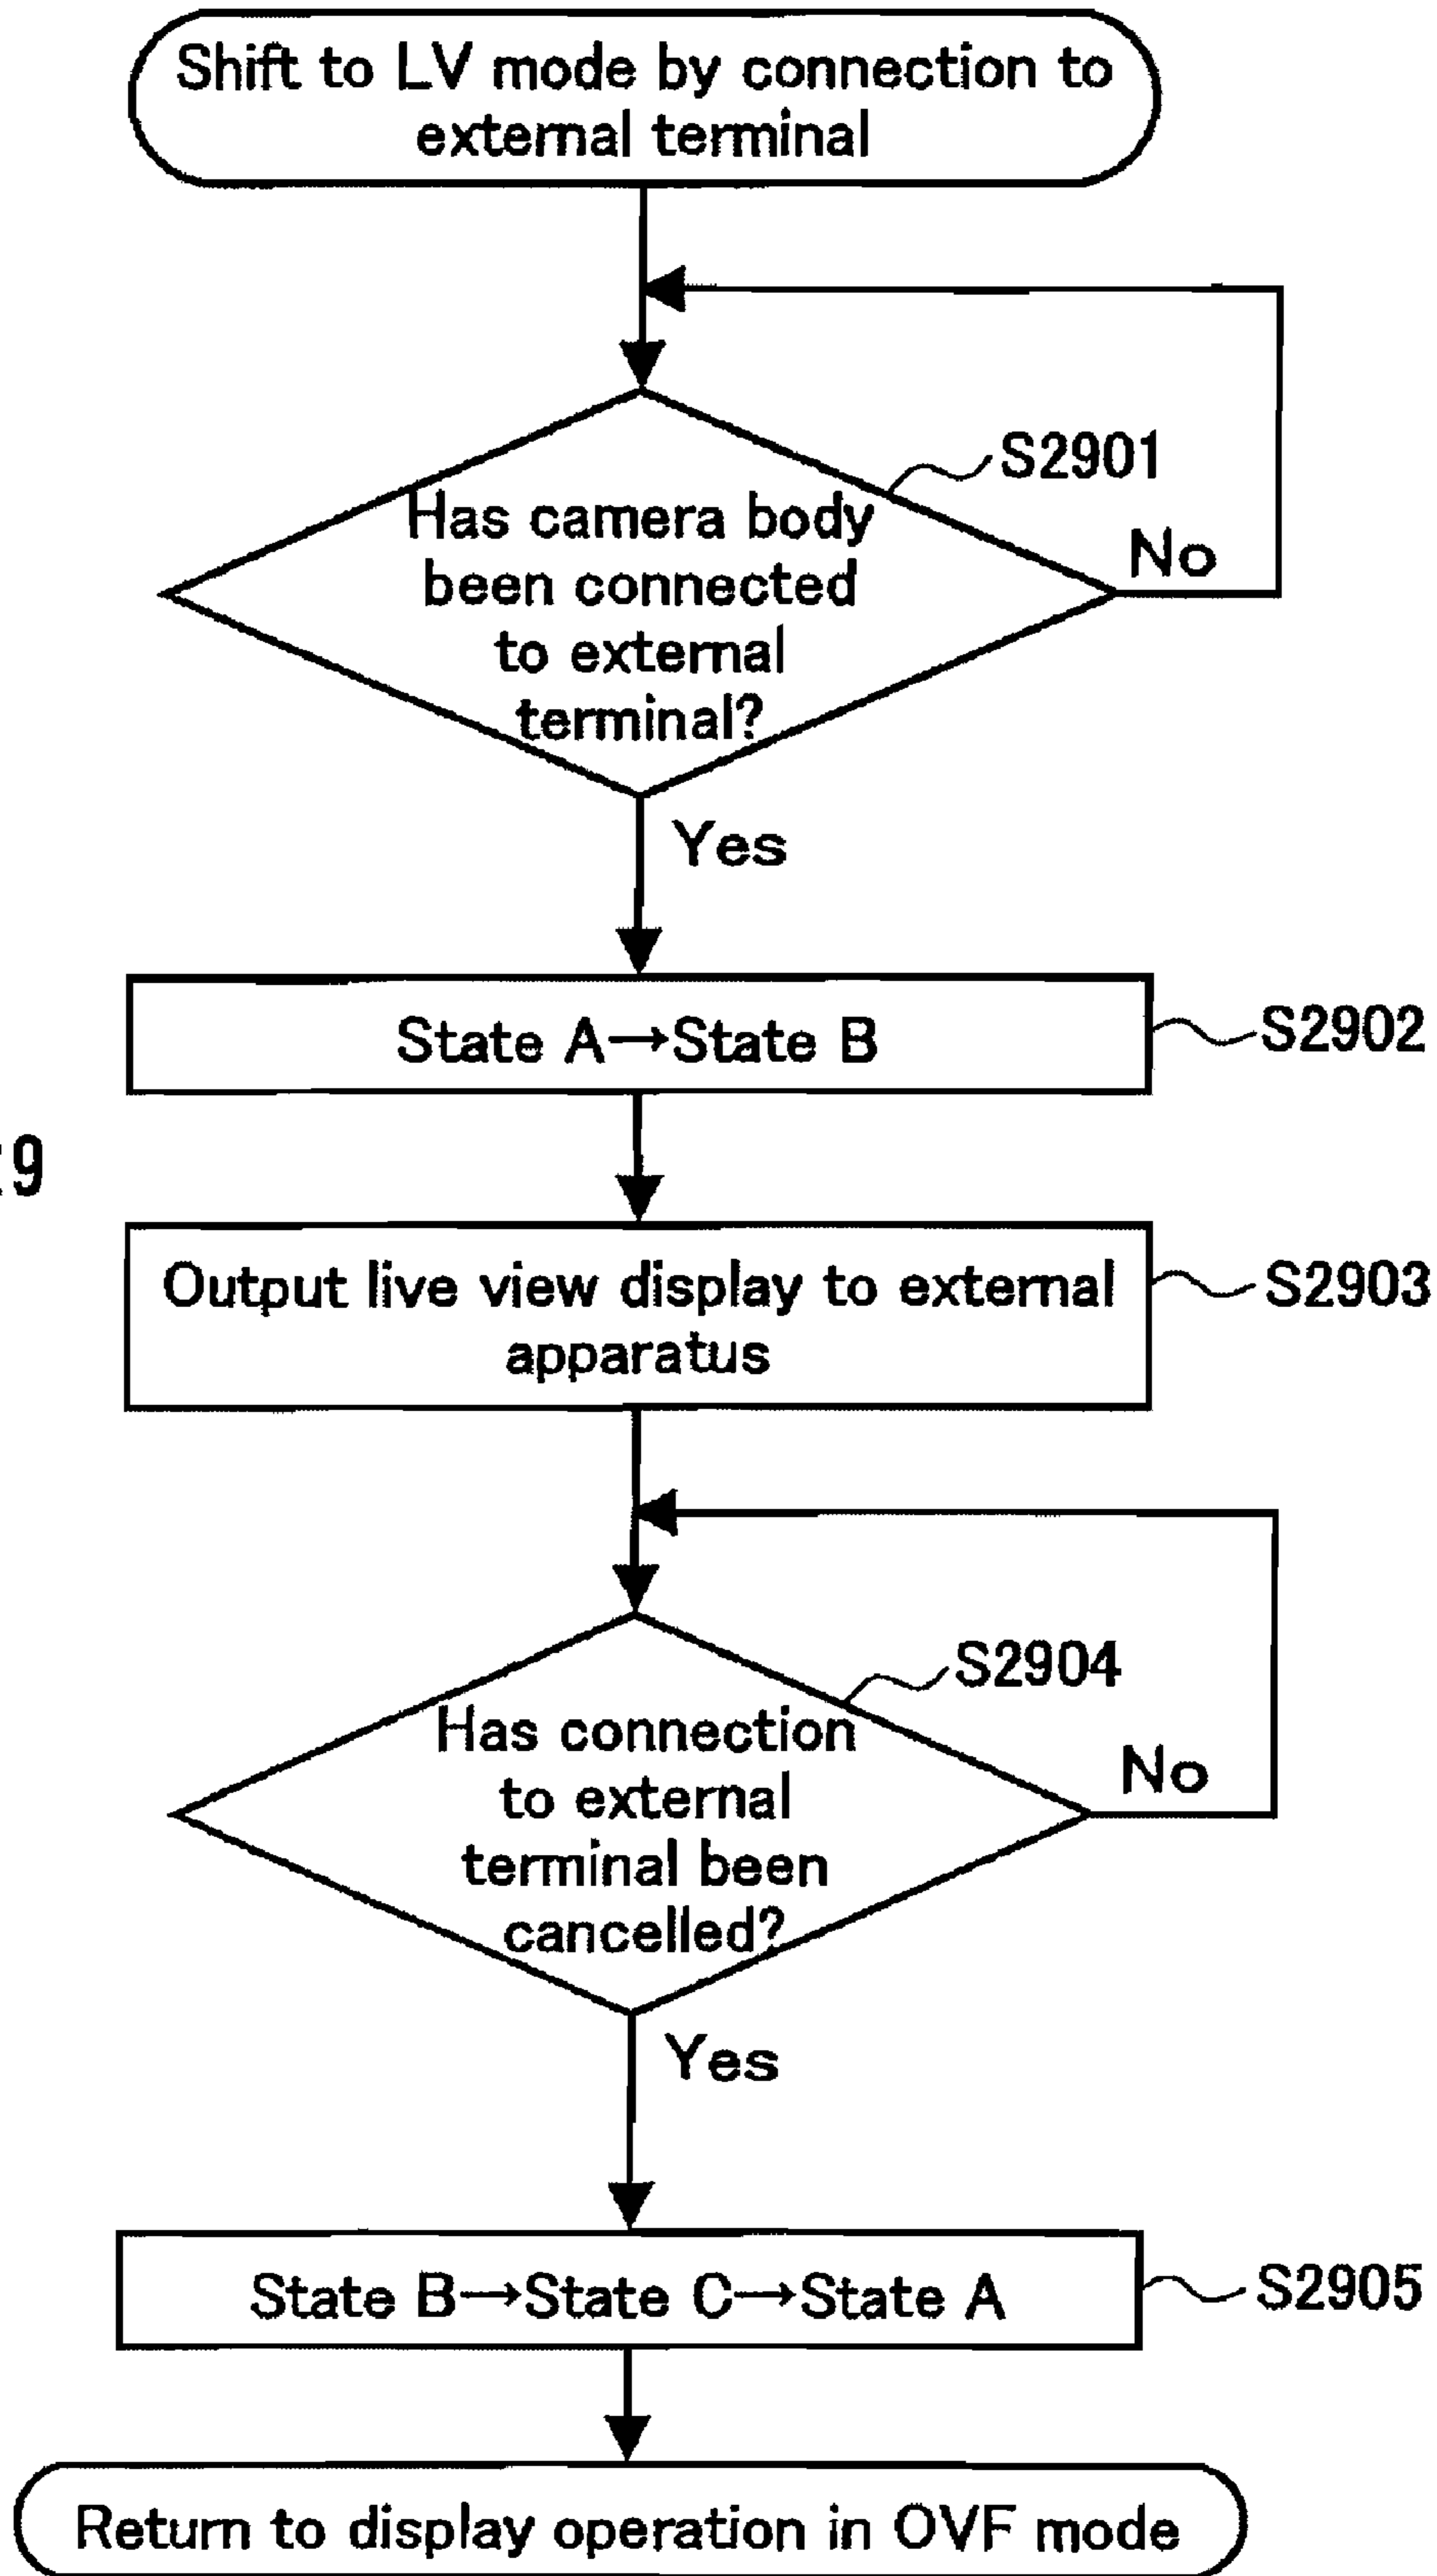 Shift to LV mode by connection to
external terminal
S2901
Has camera body
been connected
to external
terminal?
No
Yes
State A→State B
S2902
9
Output live view display to external
apparatus
S2903
S2904
Has connection
to external
terminal been
cancelled?
No
Yes
State B→State C→State A
S2905
Return to display operation in OVF mode